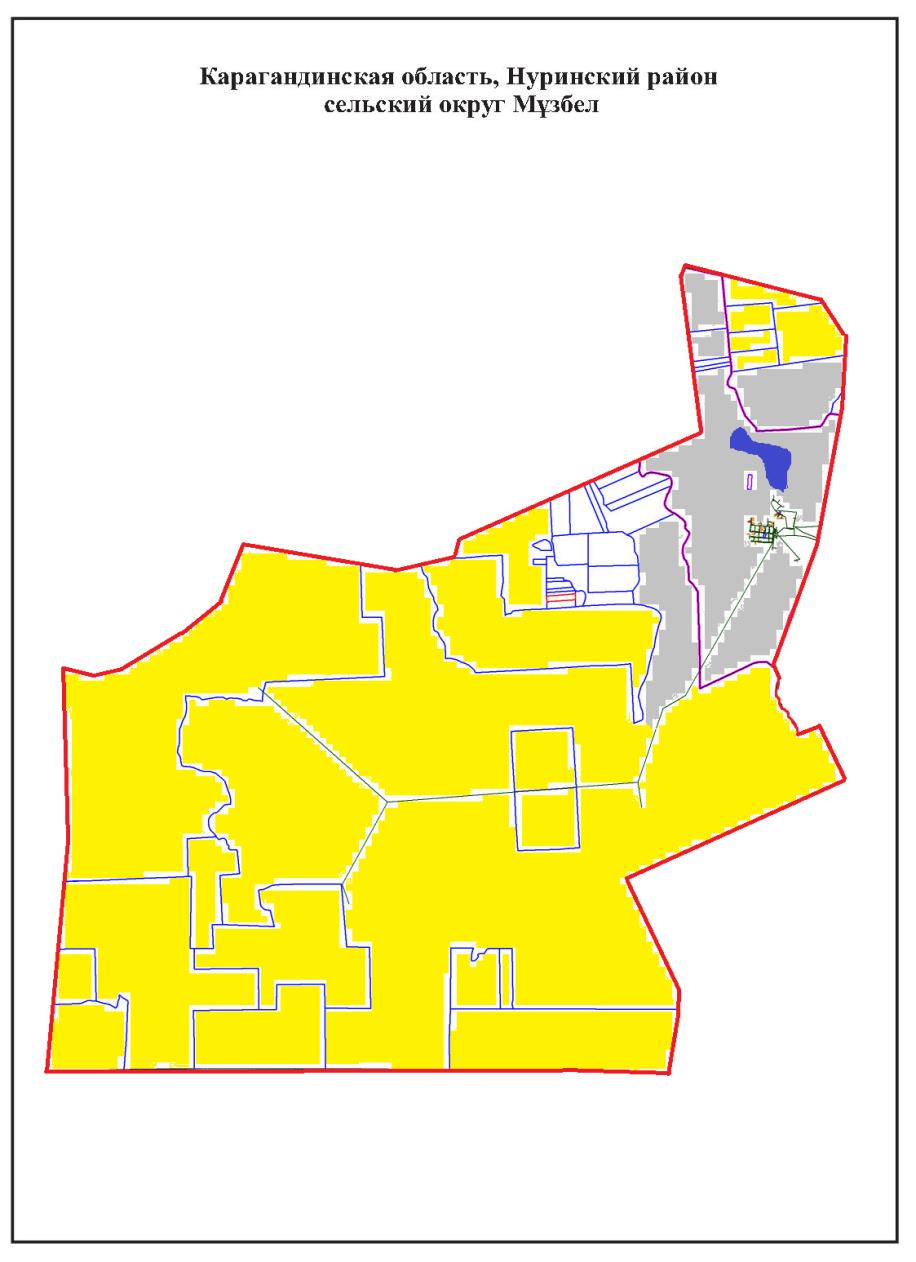 Карагандинская область, Нуринский район
сельский округ Мұзбел